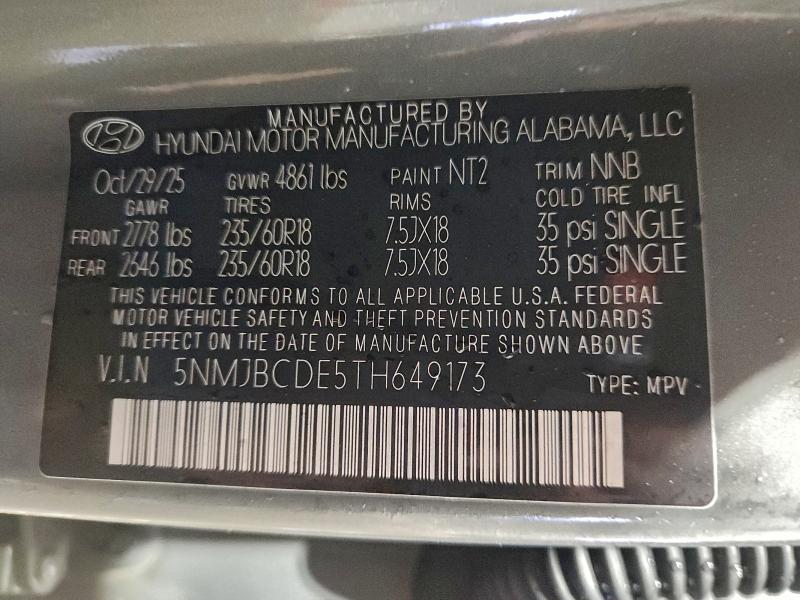 MANUFACTURED BY
HYUNDAI MOTOR MANUFACTURING ALABAMA, LLC
Oct/29/25 GVWR 4861 lbs PAINT NT2 TRIM NNB
GAWR TIRES RIMS COLD TIRE INFL
FRONT 2778 lbs 235/60R18 7.5JX18 35 psi SINGLE
REAR 2646 lbs 235/60R18 7.5JX18 35 psi SINGLE
THIS VEHICLE CONFORMS TO ALL APPLICABLE U.S.A. FEDERAL
MOTOR VEHICLE SAFETY AND THEFT PREVENTION STANDARDS
IN EFFECT ON THE DATE OF MANUFACTURE SHOWN ABOVE
V.I.N 5NMJBCDE5TH649173 TYPE: MPV